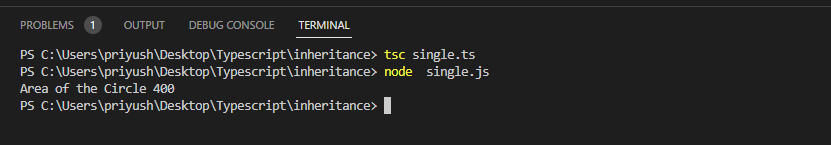 PROBLEMS 1 OUTPUT DEBUG CONSOLE TERMINAL
PS C:\Users\priyush\Desktop\Typescript\inheritance> tsc single.ts
PS C:\Users\priyush\Desktop\Typescript\inheritance> node  single.js
Area of the Circle 400
PS C:\Users\priyush\Desktop\Typescript\inheritance>